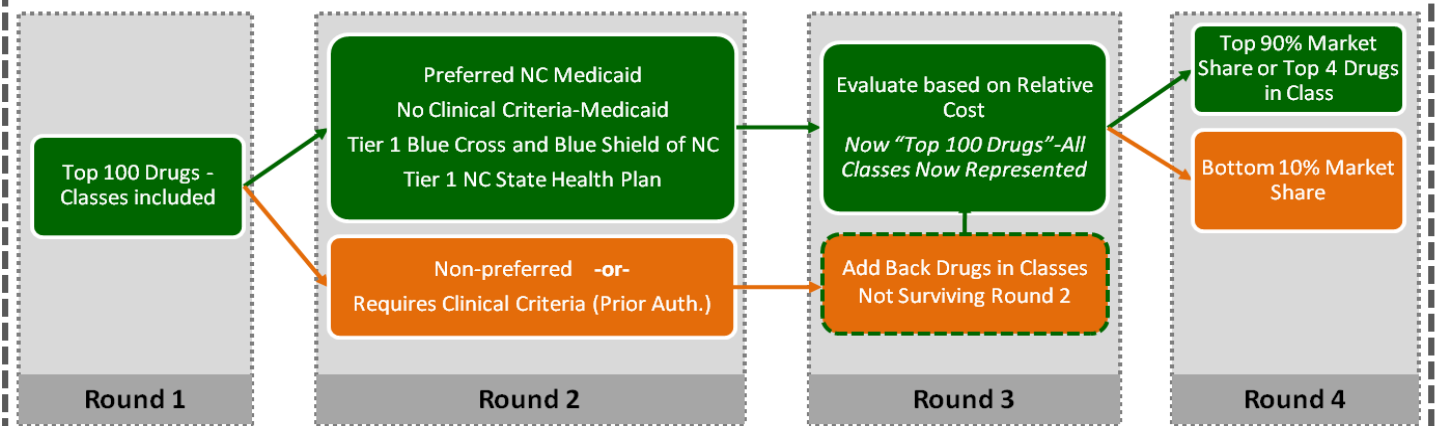 Top 100 Drugs -
Classes included
Round 1
Preferred NC Medicaid
No Clinical Criteria-Medicaid
Tier 1 Blue Cross and Blue Shield of NC
Tier 1 NC State Health Plan
Non-preferred -or-
Requires Clinical Criteria (Prior Auth.)
Round 2
Evaluate based on Relative
Cost
Now “Top 100 Drugs”-All
Classes Now Represented
Add Back Drugs in Classes
Not Surviving Round 2
Round 3
Top 90% Market
Share or Top 4 Drugs
in Class
Bottom 10% Market
Share
Round 4